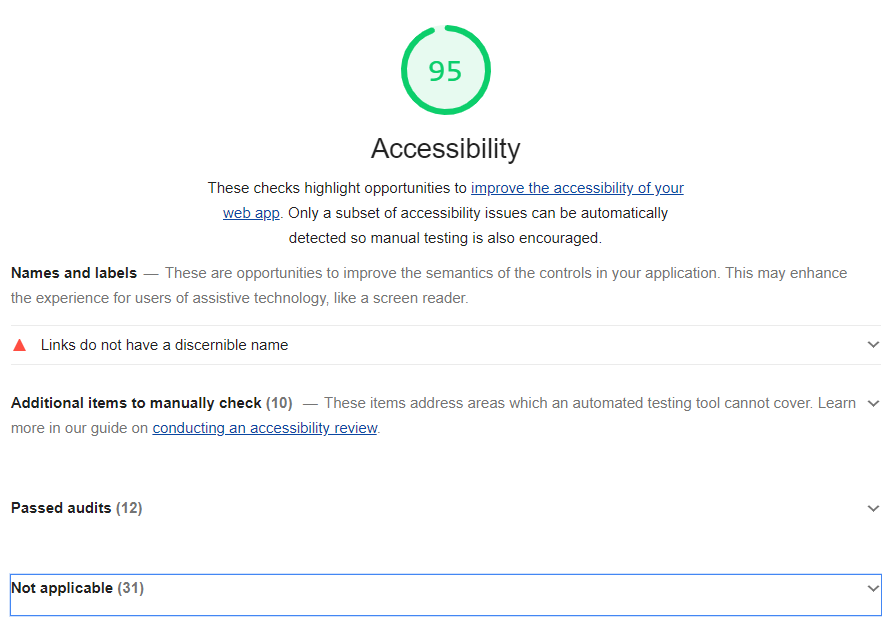 95
Accessibility
These checks highlight opportunities to improve the accessibility of your
web app. Only a subset of accessibility issues can be automatically
detected so manual testing is also encouraged.
Names and labels — These are opportunities to improve the semantics of the controls in your application. This may enhance
the experience for users of assistive technology, like a screen reader.
Links do not have a discernible name
Additional items to manually check (10) — These items address areas which an automated testing tool cannot cover. Learn
more in our guide on conducting an accessibility review.
Passed audits (12)
Not applicable (31)